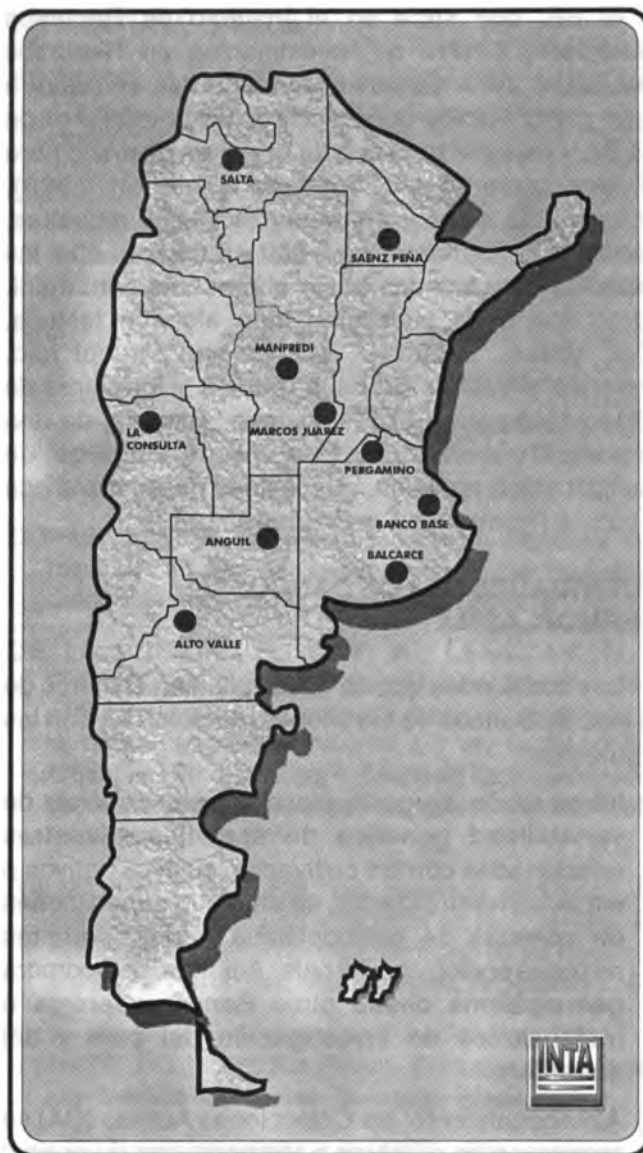 SALTA
SAENZ PEÑA
MANFREDI
MARCOS JUAREZ
LA
CONSULTA
PERGAMINO
BANCO BASE
ANGUIL
BALCARCE
ALTO VALLE
INTA